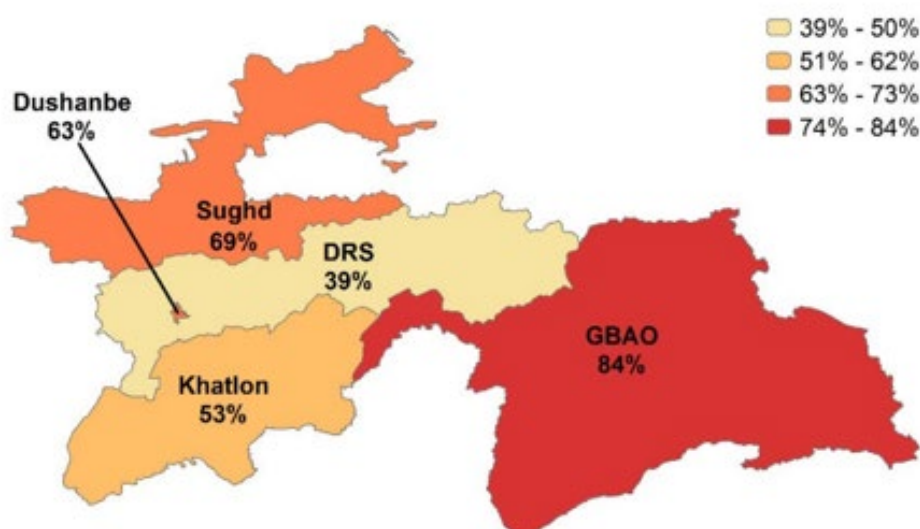 39% - 50%
51% - 62%
63% - 73%
74% - 84%
Dushanbe
63%
Sughd
69%
DRS
39%
GBAO
84%
Khatlon
53%